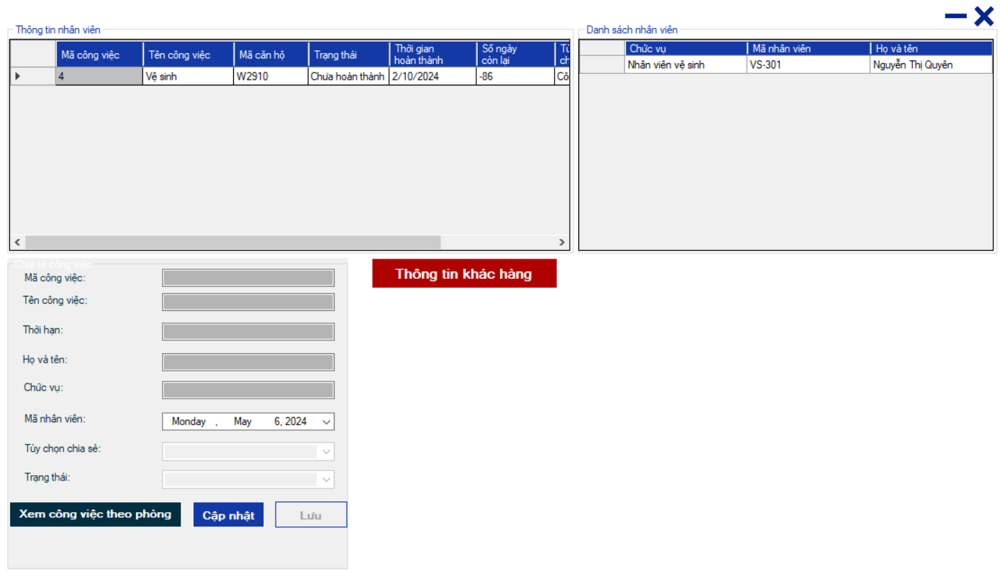 Thông tin nhân viên
Mã công việc Tên công việc Mã căn hộ Trạng thái Thời gian hoàn thành Số ngày còn lại
4 Vệ sinh W2910 Chưa hoàn thành 2/10/2024 -86 Cô
Danh sách nhân viên
Chức vụ Mã nhân viên Họ và tên
Nhân viên vệ sinh VS-301 Nguyễn Thị Quyên
Chia sẻ công việc
Mã công việc:
Tên công việc:
Thời hạn:
Họ và tên:
Chức vụ:
Mã nhân viên: Monday , May 6, 2024
Tùy chọn chia sẻ:
Trạng thái:
Xem công việc theo phòng Cập nhật Lưu
Thông tin khác hàng